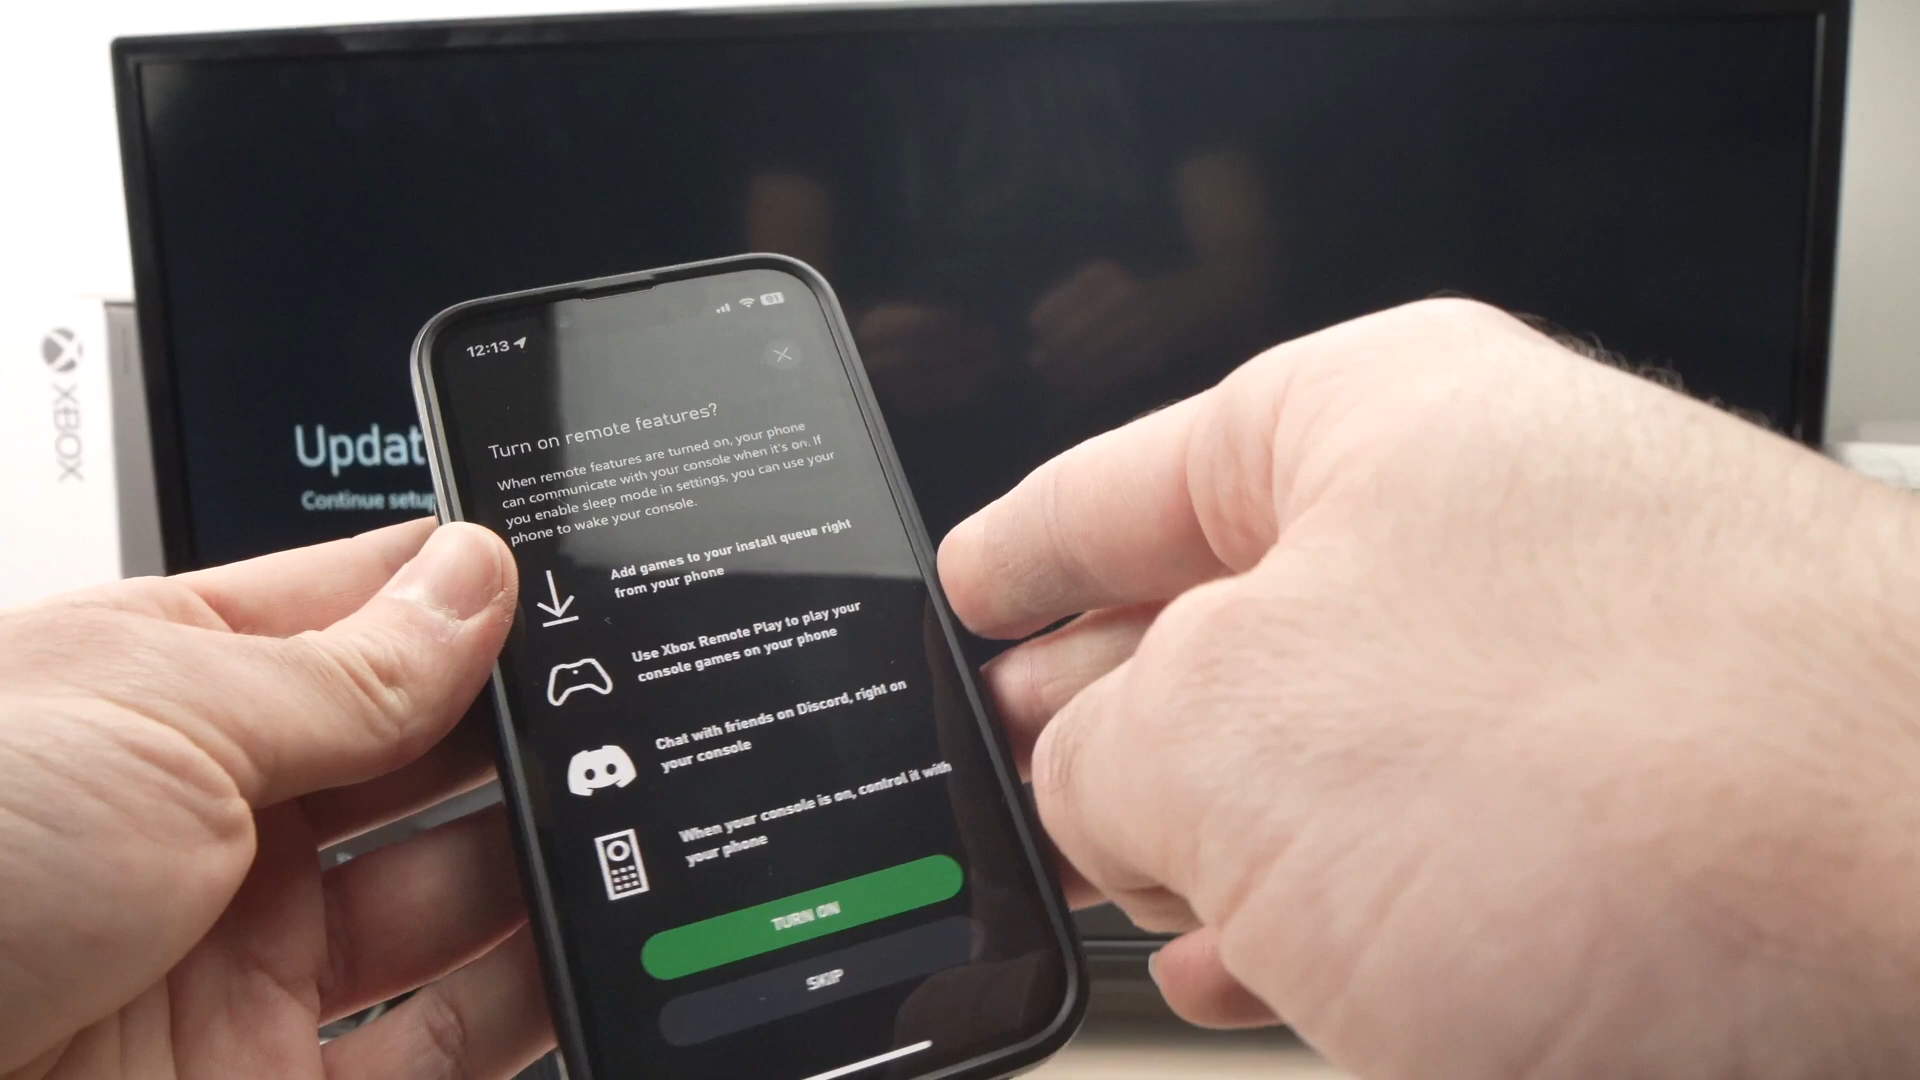 12:13
91
Turn on remote features?
When remote features are turned on, your phone
can communicate with your console when it's on. If
you enable sleep mode in settings, you can use your
phone to wake your console.
Add games to your install queue right
from your phone
Use Xbox Remote Play to play your
console games on your phone
Chat with friends on Discord, right on
your console
When your console is on, control it with
your phone
TURN ON
SKIP
Updat
Continue setup
XBOX